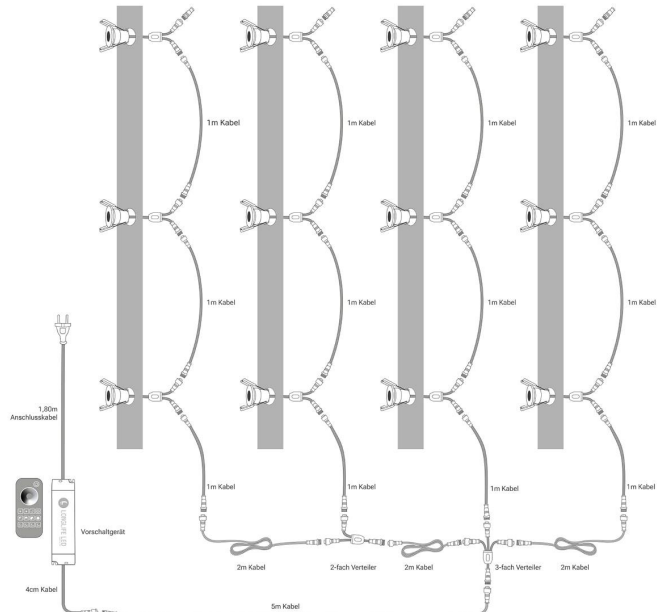 1m Kabel
1m Kabel
1m Kabel
1m Kabel
1m Kabel
1m Kabel
1m Kabel
1m Kabel
1,80m
Anschlusskabel
1m Kabel
1m Kabel
1m Kabel
1m Kabel
Vorschaltgerät
2m Kabel
2-fach Verteiler
2m Kabel
3-fach Verteiler
2m Kabel
4cm Kabel
5m Kabel